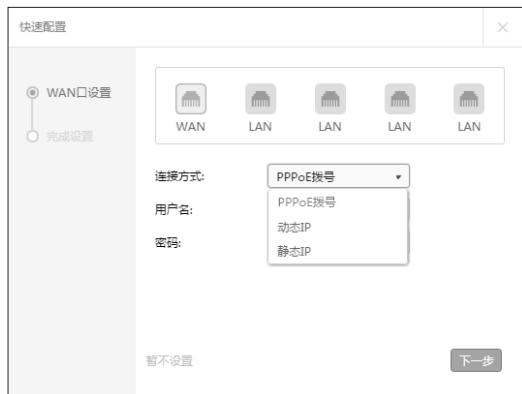 快速配置
WAN口设置
完成设置
WAN LAN LAN LAN LAN
连接方式: PPPoE拨号
PPPoE拨号
用户名:
动态IP
密码:
静态IP
暂不设置 下一步